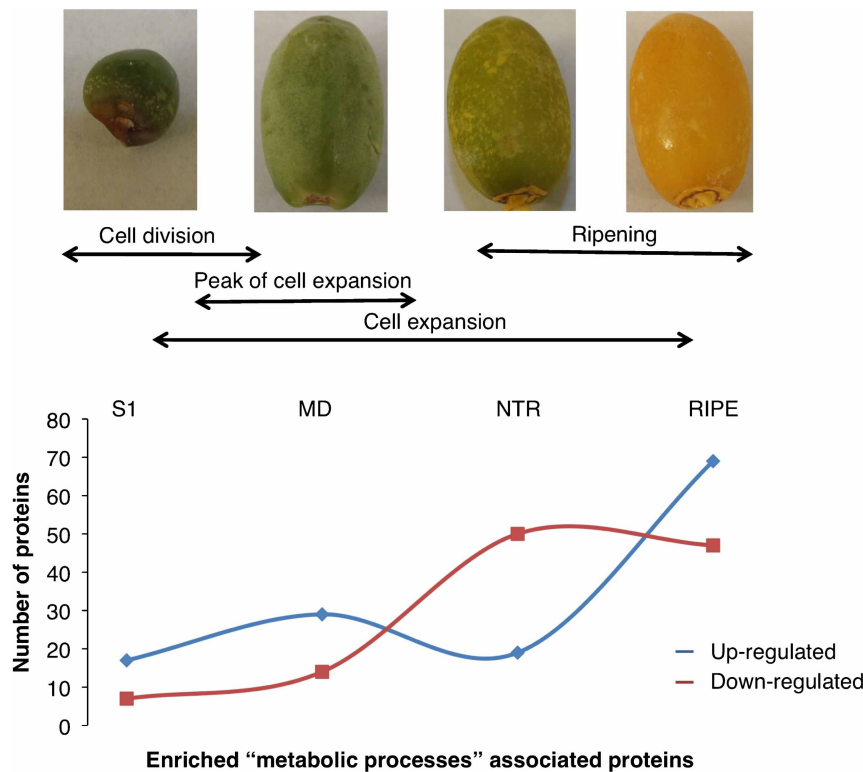 Cell division
Ripening
Peak of cell expansion
Cell expansion
S1 MD NTR RIPE
80
70
60
50
40
30
20
10
0
Number of proteins
Up-regulated
Down-regulated
Enriched “metabolic processes” associated proteins